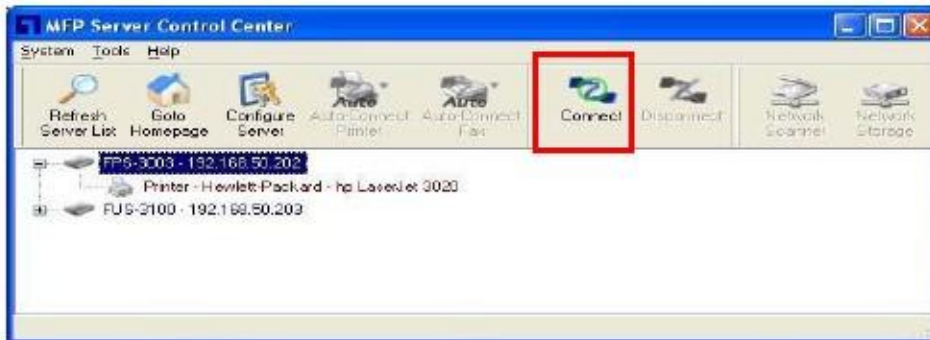 MFP Server Control Center
System Tools Help
Refresh Server List
Goto Homepage
Configure Server
Auto-Connect Printer
Auto-Connect Fax
Connect
Disconnect
Network Scanner
Network Storage
FPS-3003 - 192.168.50.202
Printer - Hewlett-Packard - hp LaserJet 3020
FUS-3100 - 192.168.50.203